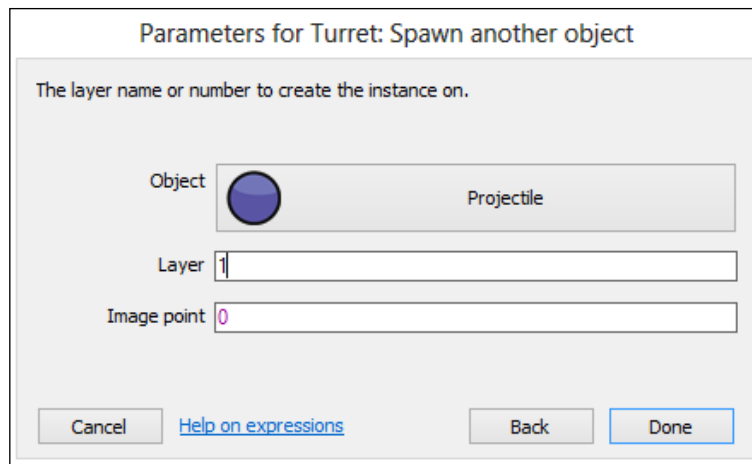 Parameters for Turret: Spawn another object
The layer name or number to create the instance on.
Object Projectile
Layer 1
Image point 0
Cancel Help on expressions Back Done